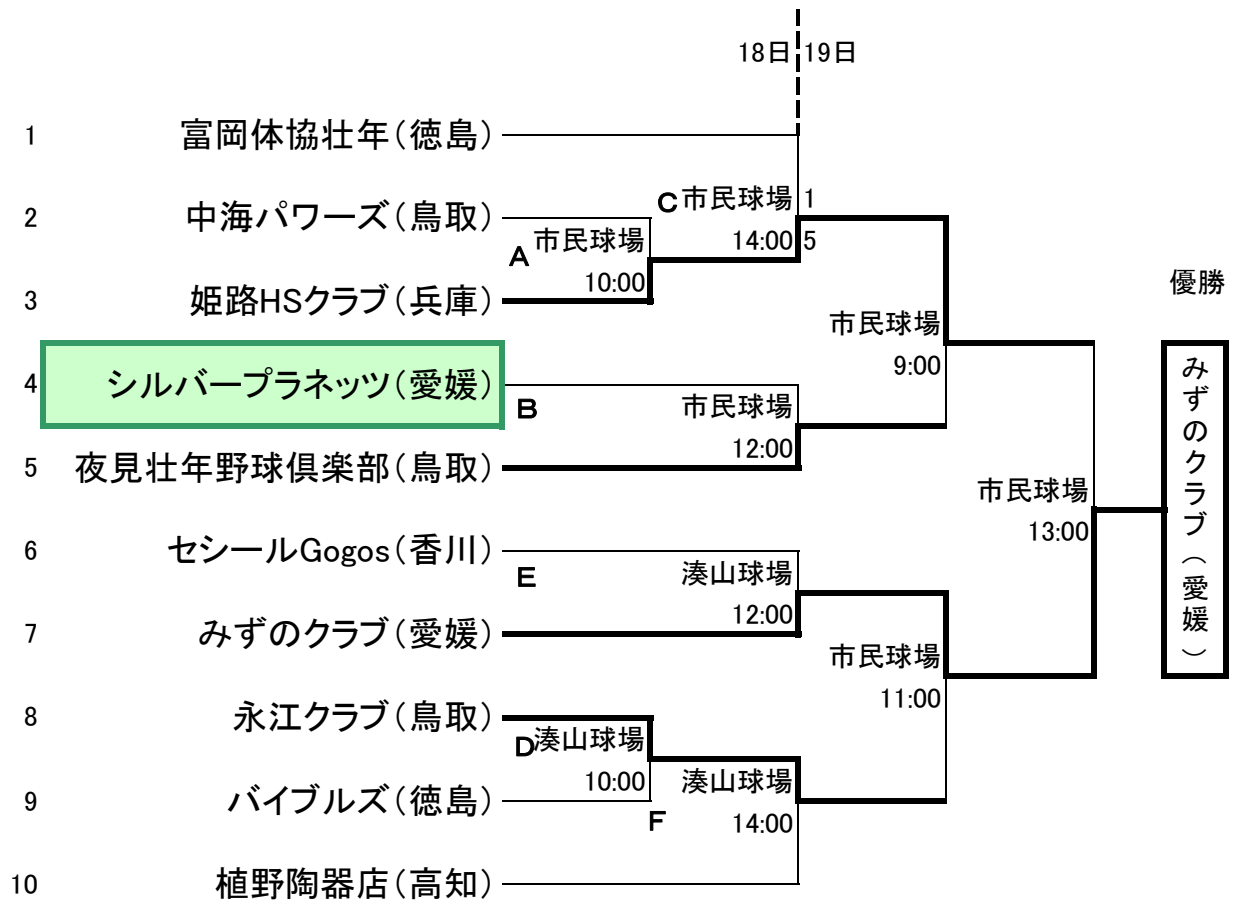 18日 19日
1 富岡体協壮年(徳島)
2 中海パワーズ(鳥取)
C 市民球場 1
14:00 5
A 市民球場
10:00
3 姫路HSクラブ(兵庫)
優勝
市民球場
9:00
4 シルバープラネッツ(愛媛)
B 市民球場
12:00
5 夜見壮年野球倶楽部(鳥取)
市民球場
13:00
みずのクラブ(愛媛)
6 セシールGogos(香川)
E 湊山球場
12:00
7 みずのクラブ(愛媛)
市民球場
11:00
8 永江クラブ(鳥取)
D 湊山球場
10:00
9 バイブルズ(徳島)
F 湊山球場
14:00
10 植野陶器店(高知)